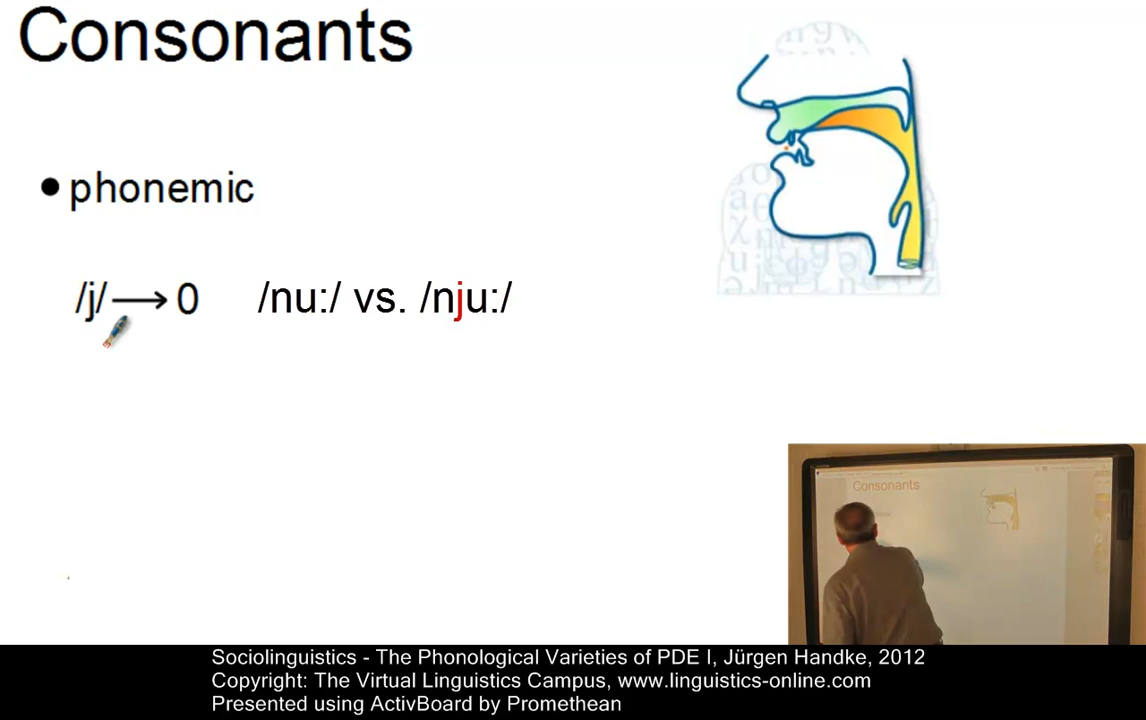 Consonants
• phonemic
/j/ → 0 /nu:/ vs. /nju:/
Consonants
Sociolinguistics - The Phonological Varieties of PDE I, Jürgen Handke, 2012
Copyright: The Virtual Linguistics Campus, www.linguistics-online.com
Presented using ActivBoard by Promethean